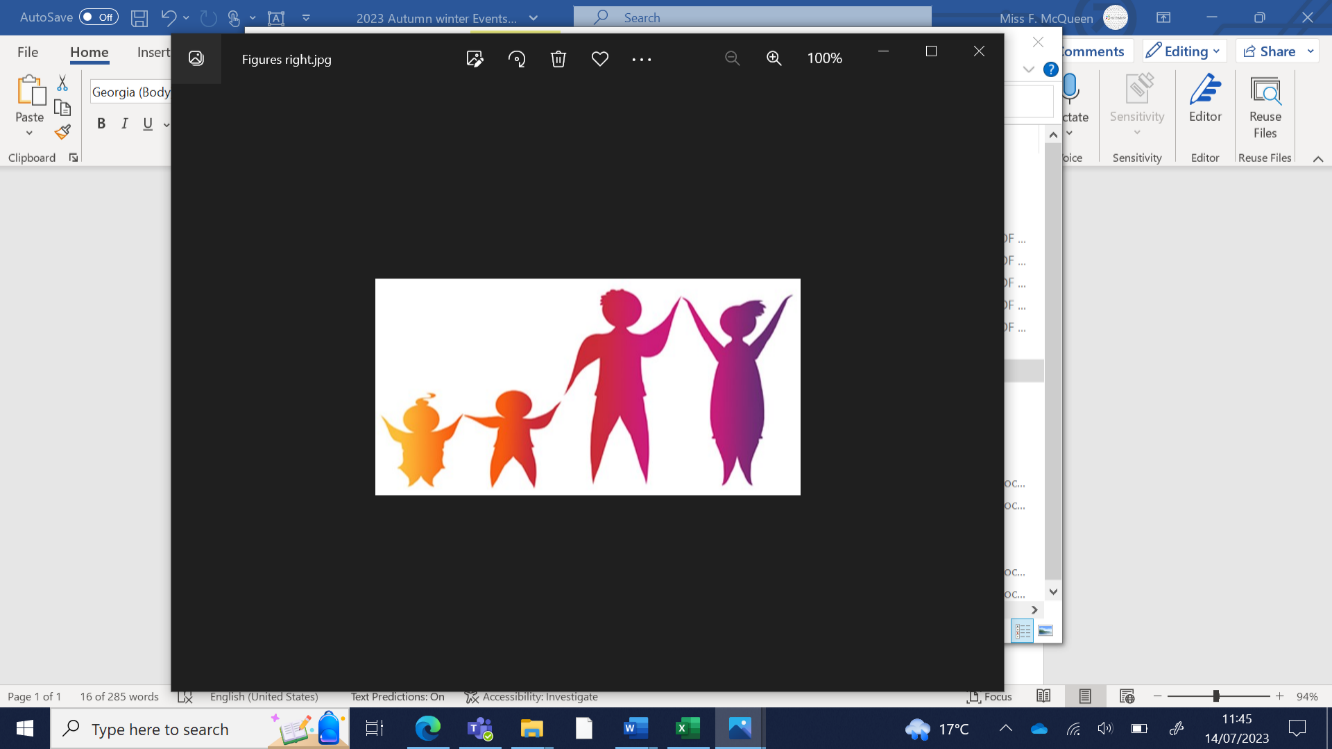 AutoSave Off
2023 Autumn winter Events...
Search
Miss F. McQueen
File Home Insert
Comments Editing Share
Figures right.jpg
100%
Georgia (Body
Paste
B I U
Clipboard
Sensitivity Editor Reuse
Files
Sensitivity Editor Reuse Files
Page 1 of 1 16 of 285 words English (United States) Text Predictions: On Accessibility: Investigate Focus 94%
Type here to search
17°C
11:45
14/07/2023